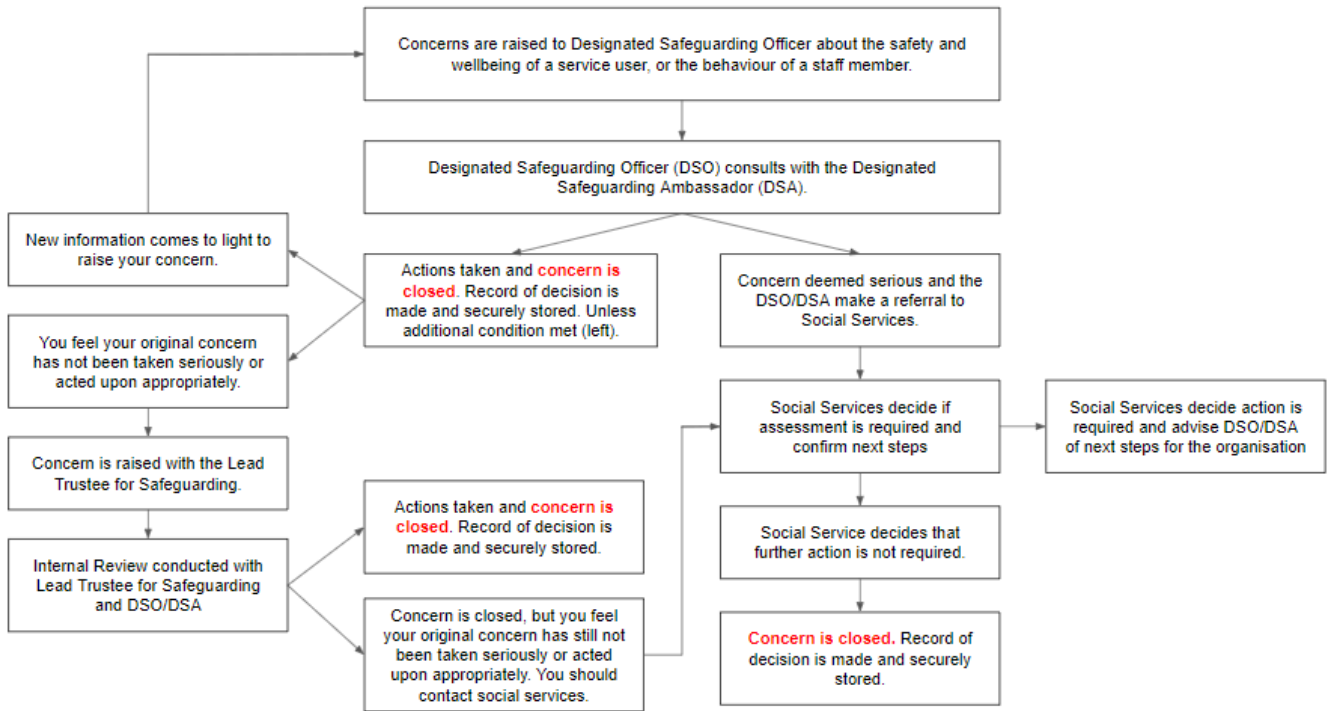 Concerns are raised to Designated Safeguarding Officer about the safety and
wellbeing of a service user, or the behaviour of a staff member.
Designated Safeguarding Officer (DSO) consults with the Designated
Safeguarding Ambassador (DSA).
New information comes to light to
raise your concern.
Actions taken and concern is
closed. Record of decision is
made and securely stored. Unless
additional condition met (left).
Concern deemed serious and the
DSO/DSA make a referral to
Social Services.
You feel your original concern
has not been taken seriously or
acted upon appropriately.
Social Services decide if
assessment is required and
confirm next steps
Social Services decide action is
required and advise DSO/DSA
of next steps for the organisation
Concern is raised with the Lead
Trustee for Safeguarding.
Actions taken and concern is
closed. Record of decision is
made and securely stored.
Social Service decides that
further action is not required.
Internal Review conducted with
Lead Trustee for Safeguarding
and DSO/DSA
Concern is closed, but you feel
your original concern has still not
been taken seriously or acted
upon appropriately. You should
contact social services.
Concern is closed. Record of
decision is made and securely
stored.